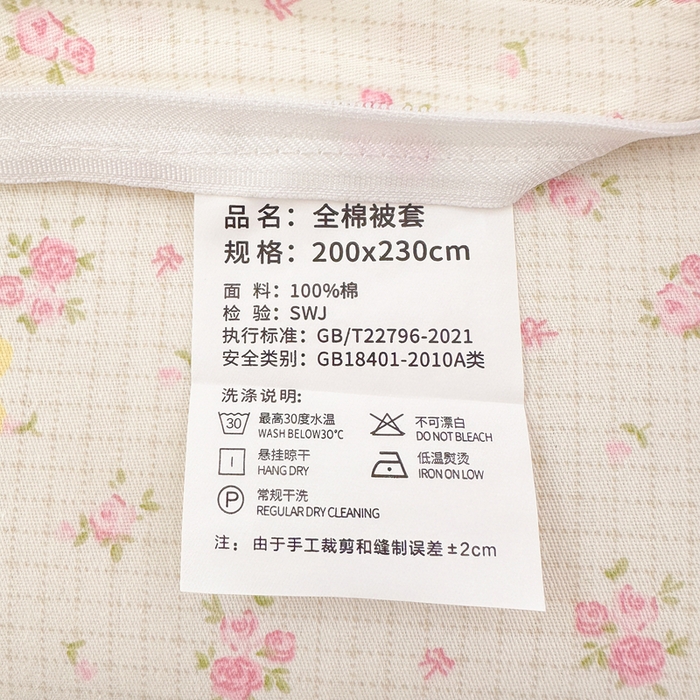 品名：全棉被套
规格：200x230cm
面 料：100%棉
检 验：SWJ
执行标准：GB/T22796-2021
安全类别：GB18401-2010A类
洗涤说明:
30 最高30度水温 不可漂白
WASH BELOW30℃ DO NOT BLEACH
悬挂晾干 低温熨烫
HANG DRY IRON ON LOW
P 常规干洗
REGULAR DRY CLEANING
注：由于手工裁剪和缝制误差±2cm